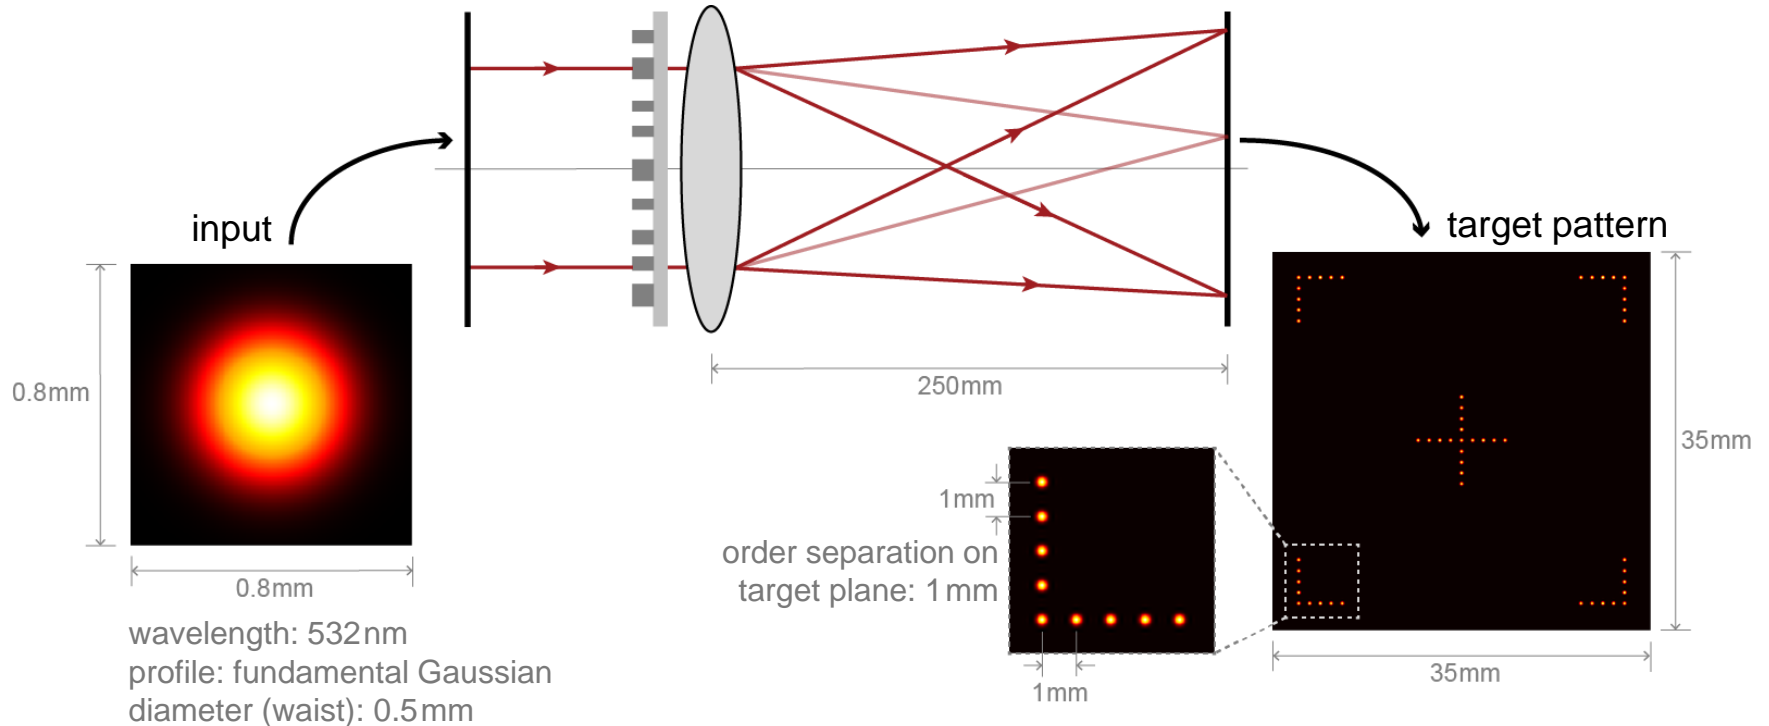 input
0.8mm
0.8mm
wavelength: 532nm
profile: fundamental Gaussian
diameter (waist): 0.5mm
250mm
target pattern
35mm
35mm
1mm
order separation on
target plane: 1mm
1mm